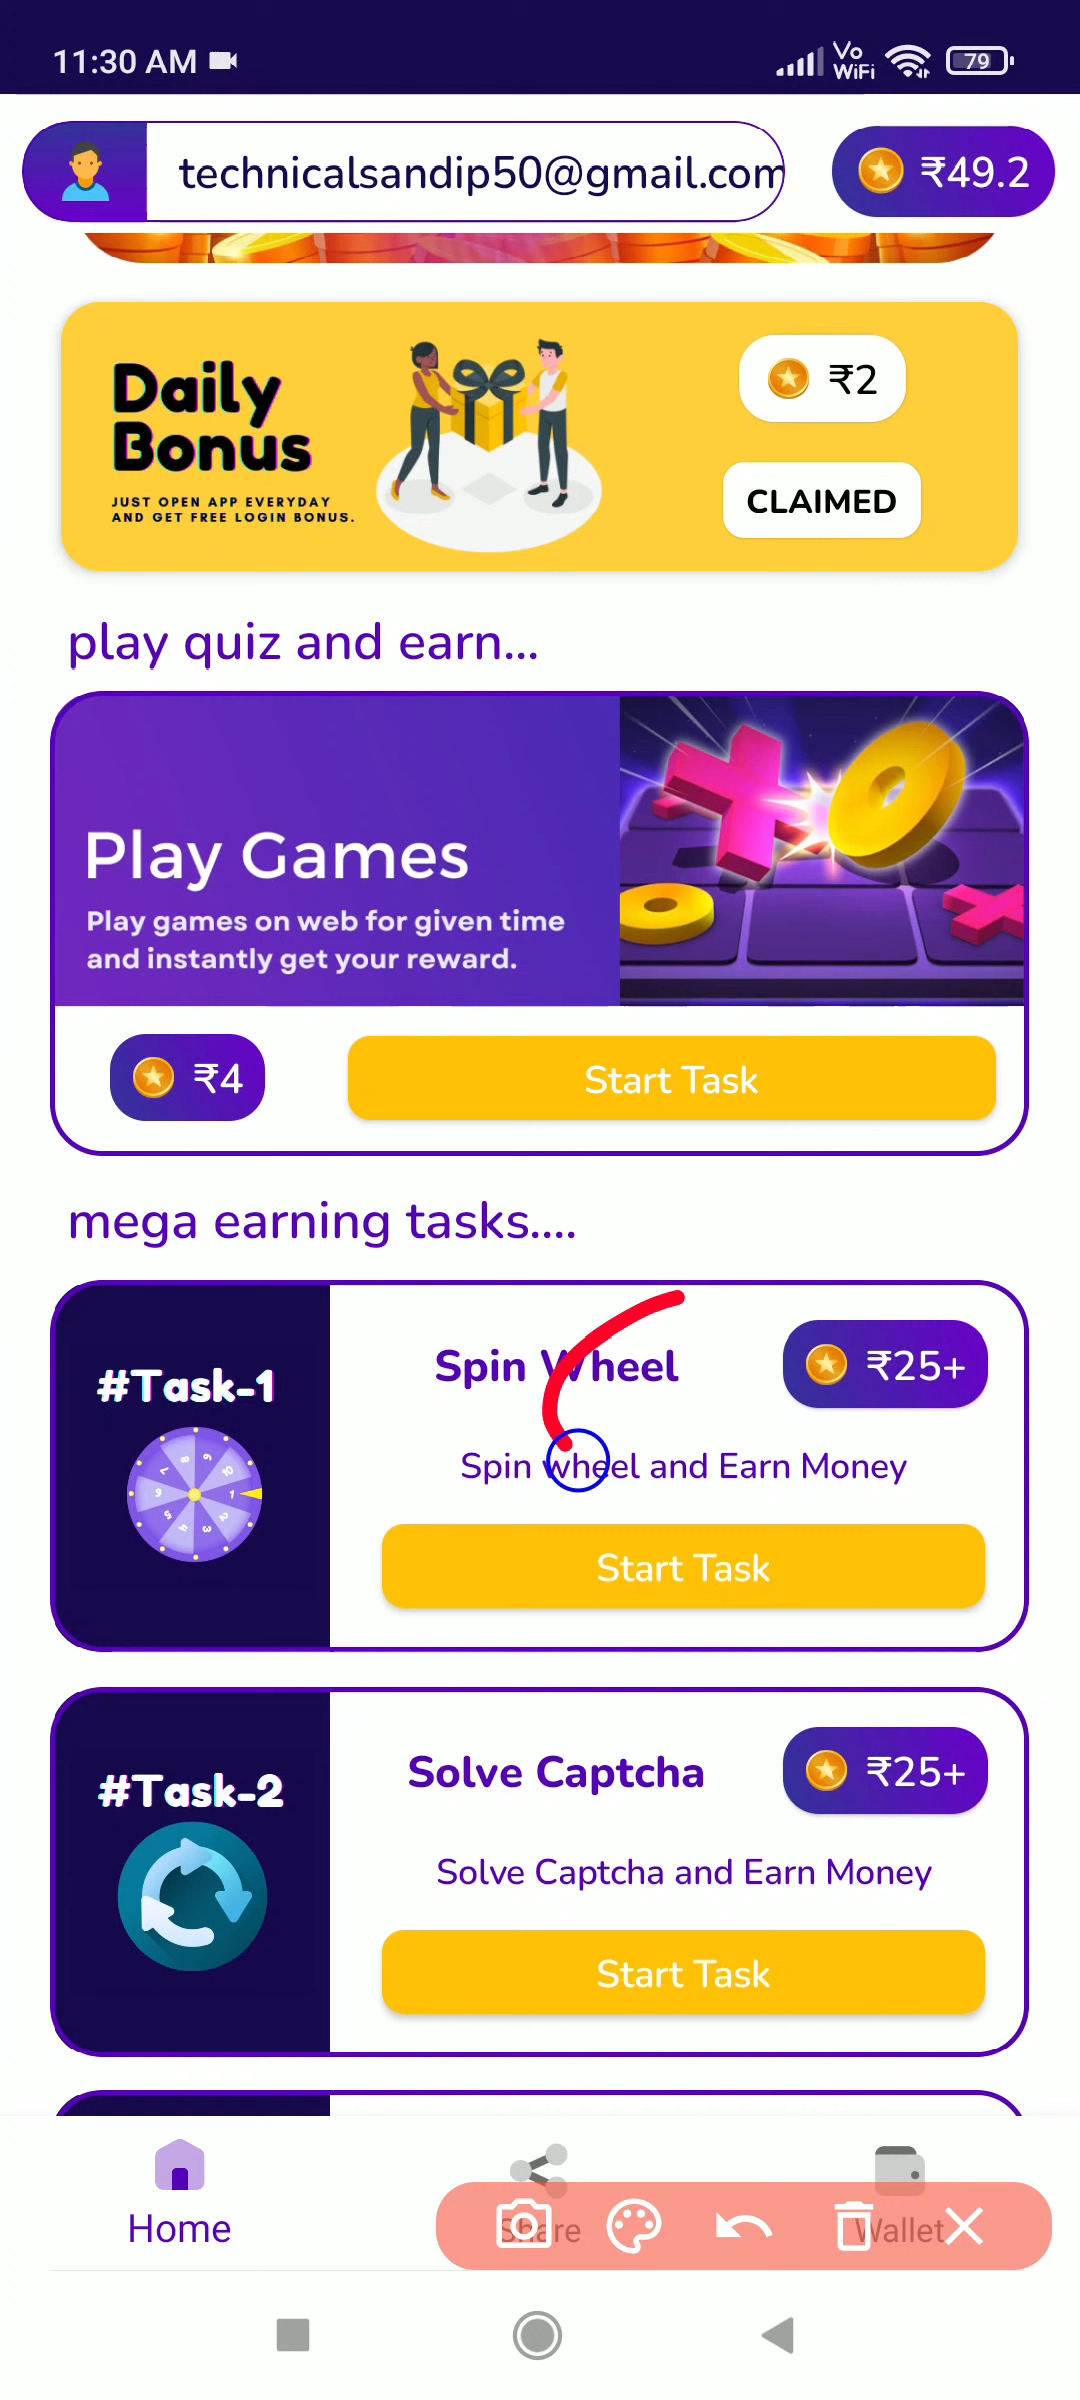 11:30 AM
Vo
WiFi
79
technicalsandip50@gmail.com
₹49.2
Daily
Bonus
JUST OPEN APP EVERYDAY
AND GET FREE LOGIN BONUS.
₹2
CLAIMED
play quiz and earn...
Play Games
Play games on web for given time
and instantly get your reward.
₹4
Start Task
mega earning tasks....
#Task-1
Spin Wheel
₹25+
Spin wheel and Earn Money
Start Task
#Task-2
Solve Captcha
₹25+
Solve Captcha and Earn Money
Start Task
Home
Share
Wallet